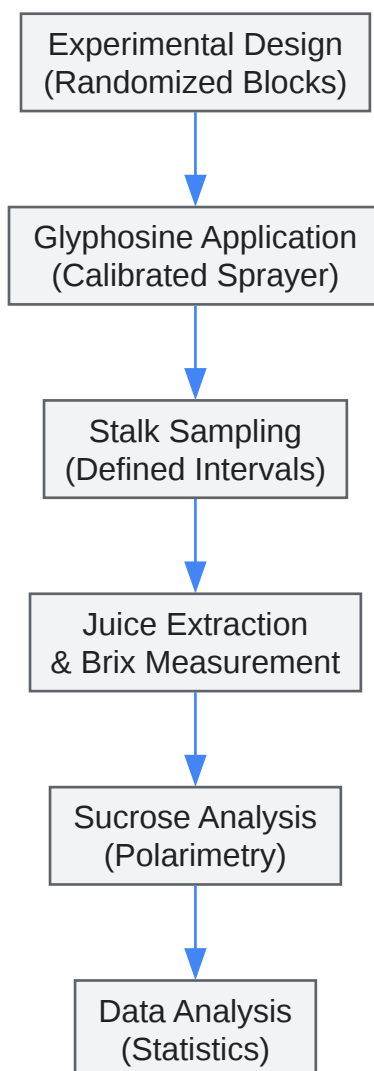 Experimental Design
(Randomized Blocks)
Glyphosine Application
(Calibrated Sprayer)
Stalk Sampling
(Defined Intervals)
Juice Extraction
& Brix Measurement
Sucrose Analysis
(Polarimetry)
Data Analysis
(Statistics)